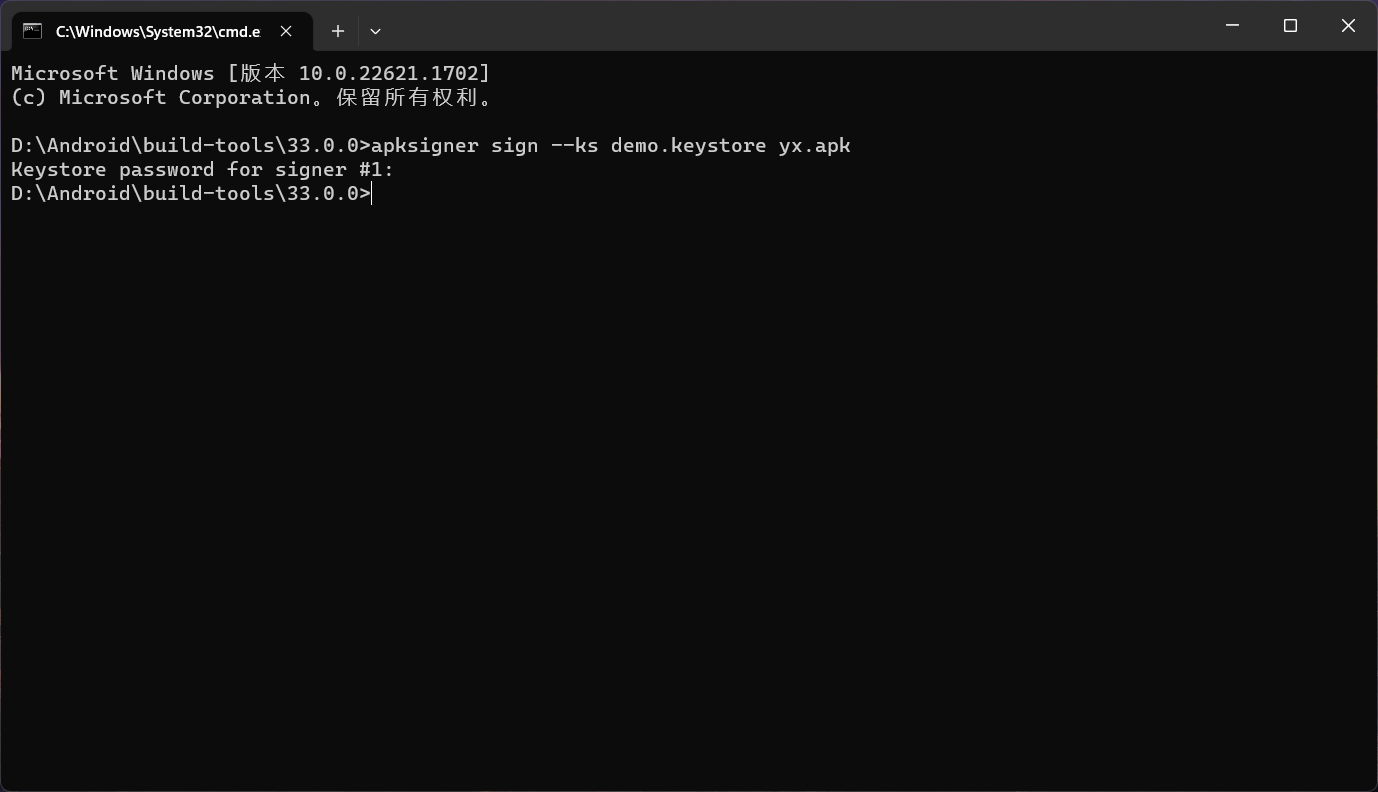 C:\Windows\System32\cmd.e
Microsoft Windows [版本 10.0.22621.1702]
(c) Microsoft Corporation。保留所有权利。
D:\Android\build-tools\33.0.0>apksigner sign --ks demo.keystore yx.apk
Keystore password for signer #1:
D:\Android\build-tools\33.0.0>